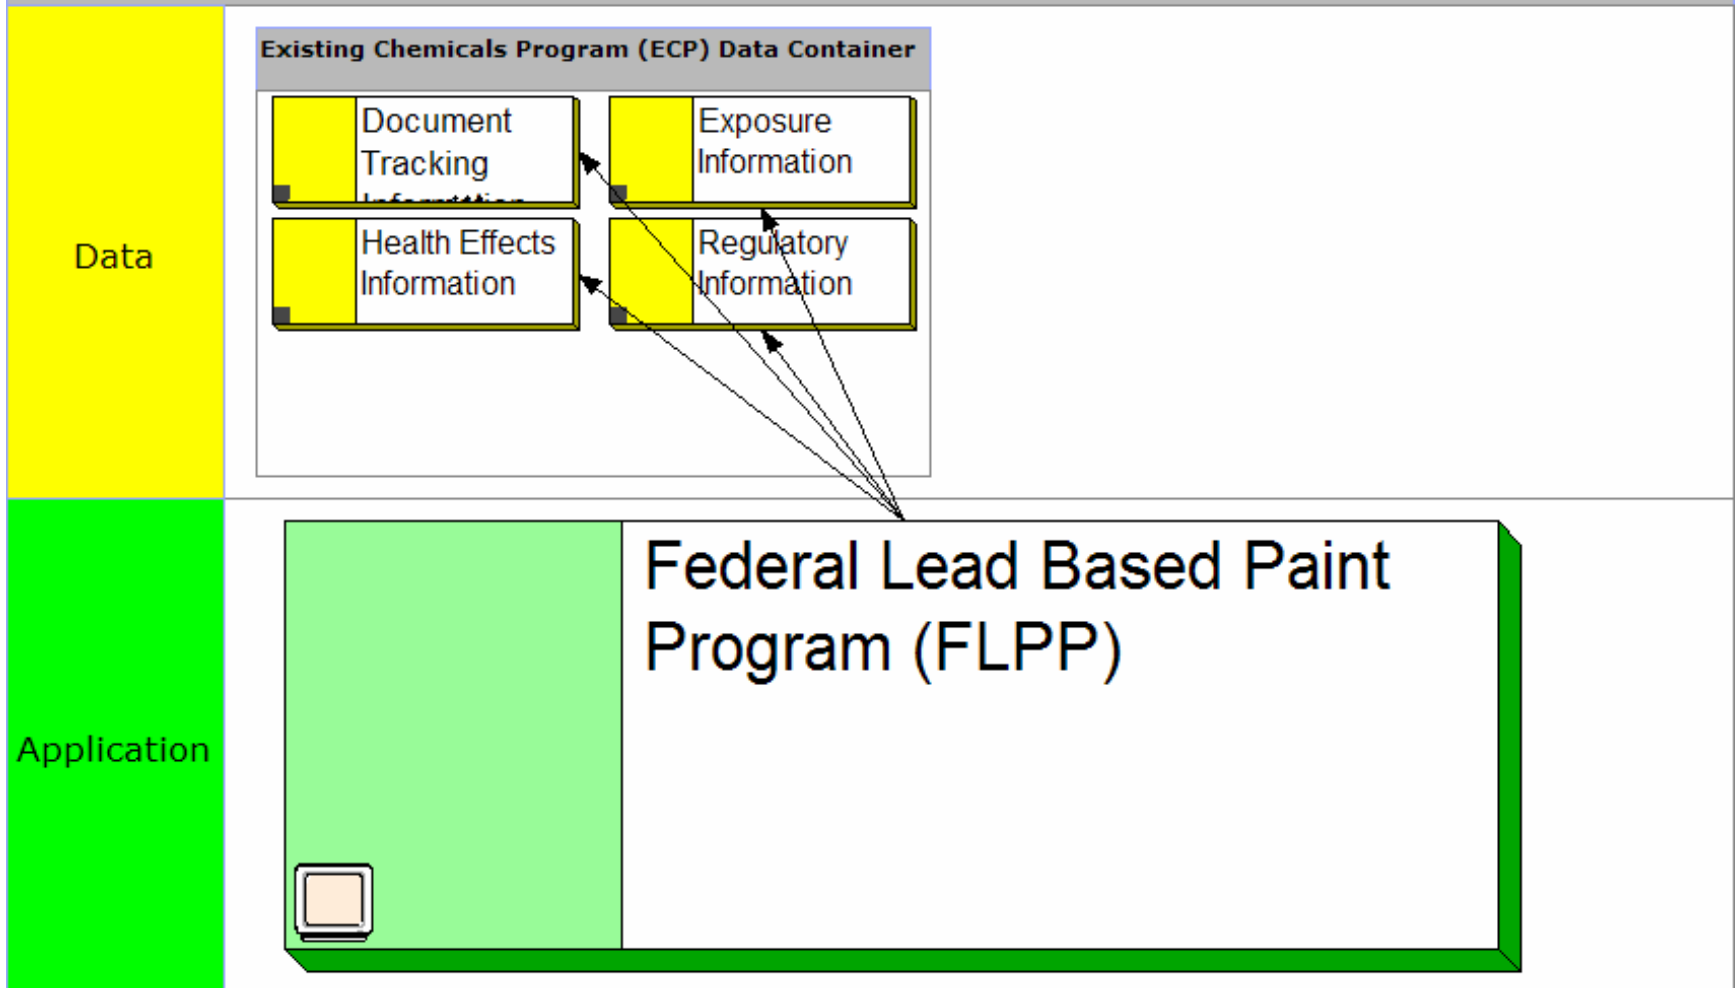 Existing Chemicals Program (ECP) Data Container
Document
Tracking
Exposure
Information
Health Effects
Information
Regulatory
Information
Data
Federal Lead Based Paint
Program (FLPP)
Application